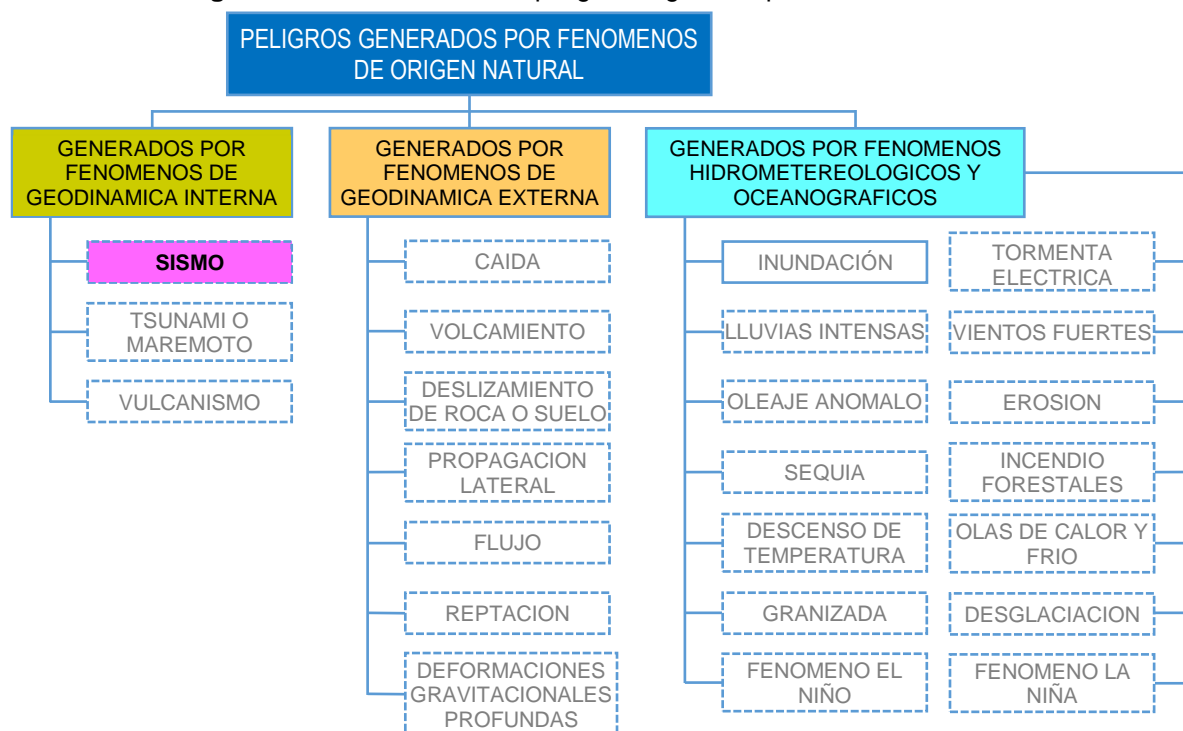 PELIGROS GENERADOS POR FENOMENOS
DE ORIGEN NATURAL
GENERADOS POR
FENOMENOS DE
GEODINAMICA INTERNA
SISMO
TSUNAMI O
MAREMOTO
VULCANISMO
GENERADOS POR
FENOMENOS DE
GEODINAMICA EXTERNA
CAIDA
VOLCAMIENTO
DESLIZAMIENTO
DE ROCA O SUELO
PROPAGACION
LATERAL
FLUJO
REPTACION
DEFORMACIONES
GRAVITACIONALES
PROFUNDAS
GENERADOS POR FENOMENOS
HIDROMETEREOLOGICOS Y
OCEANOGRAFICOS
INUNDACIÓN
LLUVIAS INTENSAS
OLEAJE ANOMALO
SEQUIA
DESCENSO DE
TEMPERATURA
GRANIZADA
FENOMENO EL
NIÑO
TORMENTA
ELECTRICA
VIENTOS FUERTES
EROSION
INCENDIO
FORESTALES
OLAS DE CALOR Y
FRIO
DESGLACIACION
FENOMENO LA
NIÑA